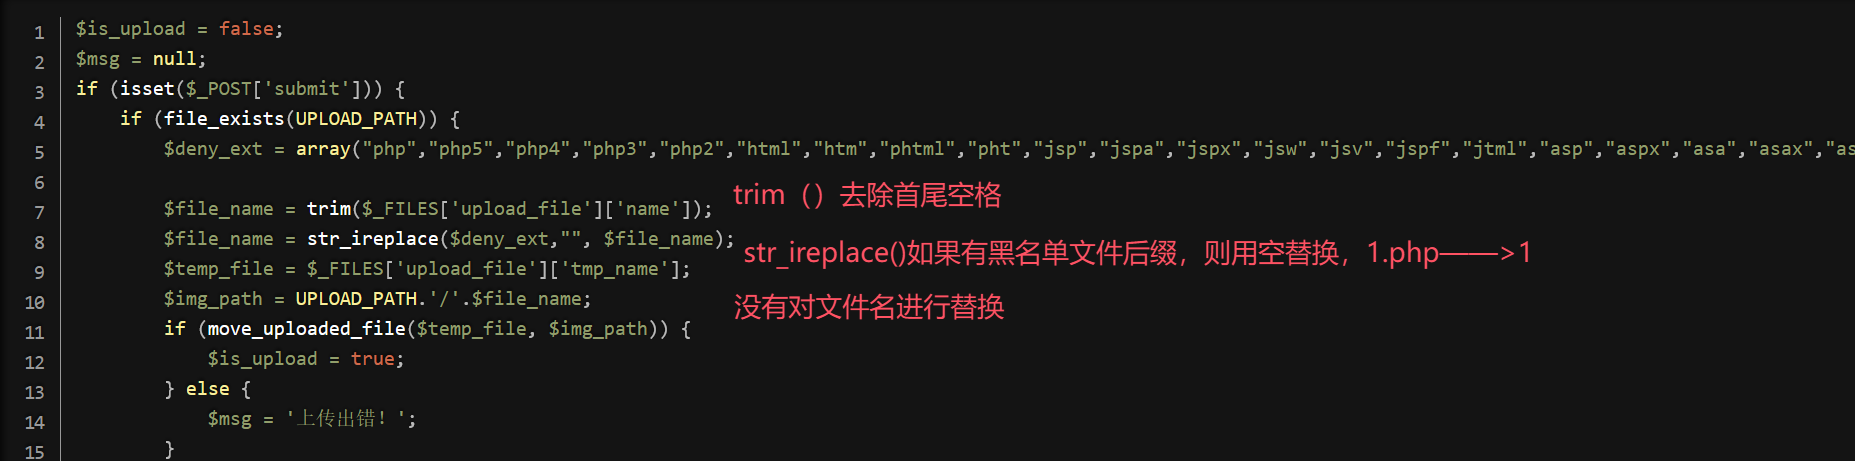 1 $is_upload = false;
2 $msg = null;
3 if (isset($_POST['submit'])) {
4 if (file_exists(UPLOAD_PATH)) {
5 $deny_ext = array("php","php5","php4","php3","php2","html","htm","phtml","pht","jsp","jspa","jspx","jsw","jsv","jspf","jtml","asp","aspx","asa","asax","as
6
trim（）去除首尾空格
7 $file_name = trim($_FILES['upload_file']['name']);
8 $file_name = str_ireplace($deny_ext,"", $file_name);
str_ireplace()如果有黑名单文件后缀，则用空替换，1.php——>1
9 $temp_file = $_FILES['upload_file']['tmp_name'];
10 $img_path = UPLOAD_PATH.'/'.$file_name;
没有对文件名进行替换
11 if (move_uploaded_file($temp_file, $img_path)) {
12 $is_upload = true;
13 } else {
14 $msg = '上传出错！';
15 }